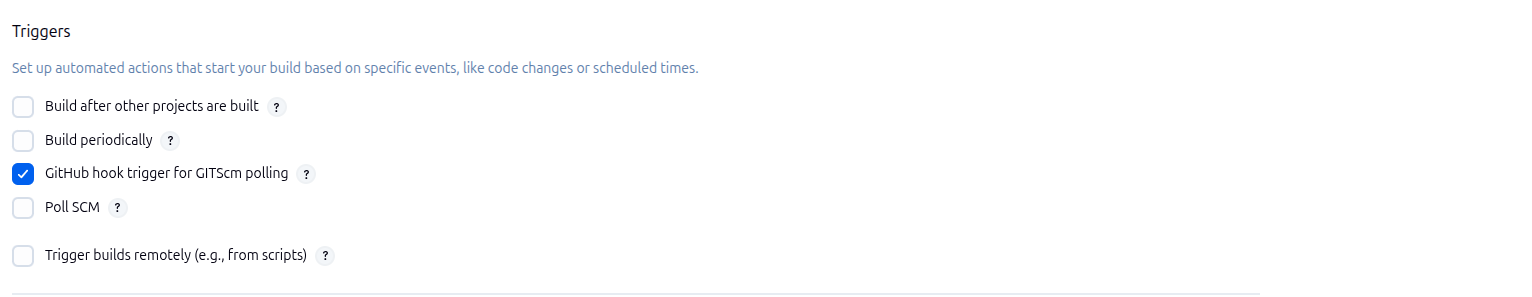 Triggers
Set up automated actions that start your build based on specific events, like code changes or scheduled times.
Build after other projects are built ?
Build periodically ?
GitHub hook trigger for GITScm polling ?
Poll SCM ?
Trigger builds remotely (e.g., from scripts) ?